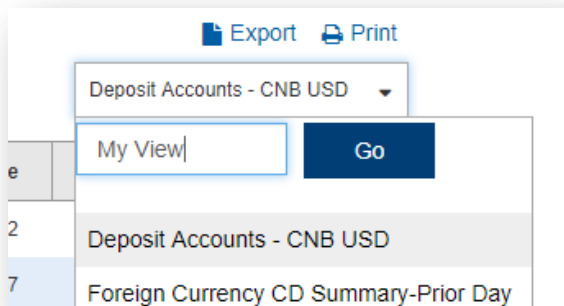 Export Print
Deposit Accounts - CNB USD
My View Go
e
2
Deposit Accounts - CNB USD
7
Foreign Currency CD Summary-Prior Day